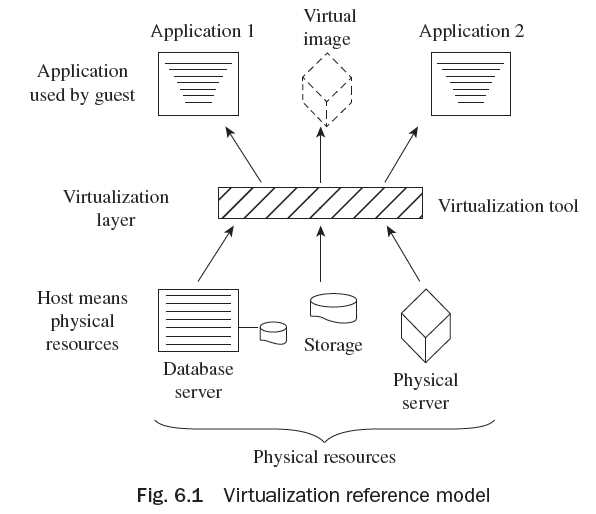 Application 1
Virtual
image
Application 2
Application
used by guest
Virtualization
layer
Virtualization tool
Host means
physical
resources
Database
server
Storage
Physical
server
Physical resources
Fig. 6.1 Virtualization reference model